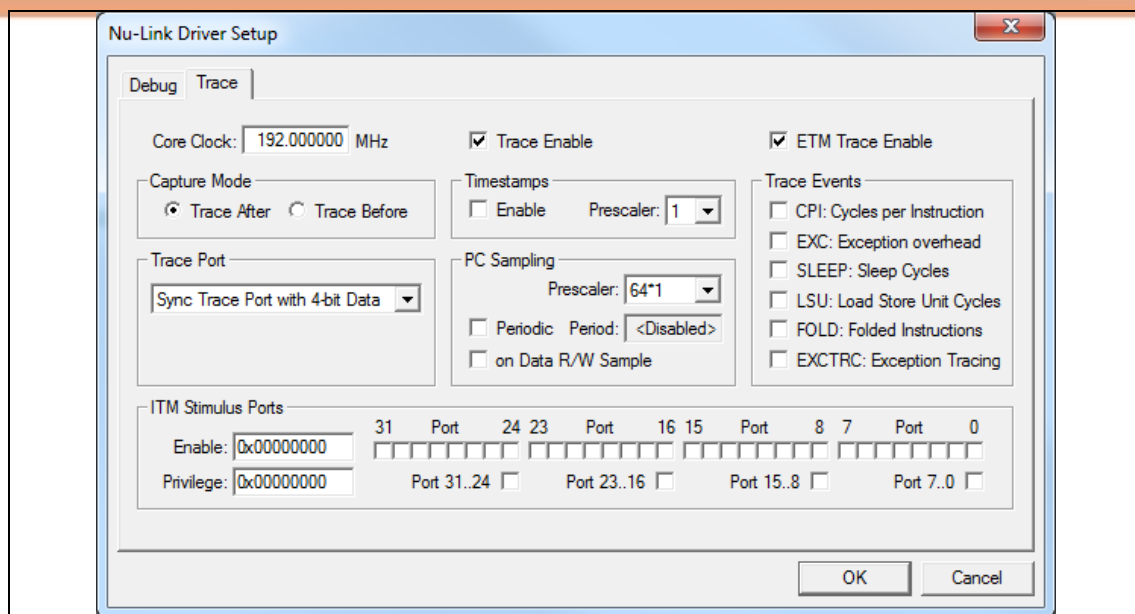 Nu-Link Driver Setup
Debug Trace
Core Clock: 192.000000 MHz
Trace Enable
ETM Trace Enable
Capture Mode
Trace After Trace Before
Timestamps
Enable Prescaler: 1
Trace Events
CPI: Cycles per Instruction
EXC: Exception overhead
SLEEP: Sleep Cycles
LSU: Load Store Unit Cycles
FOLD: Folded Instructions
EXCTRC: Exception Tracing
Trace Port
Sync Trace Port with 4-bit Data
PC Sampling
Prescaler: 64*1
Periodic Period: <Disabled>
on Data R/W Sample
ITM Stimulus Ports
31 Port 24 23 Port 16 15 Port 8 7 Port 0
Enable: 0x00000000
Privilege: 0x00000000 Port 31..24 Port 23..16 Port 15..8 Port 7..0
OK Cancel